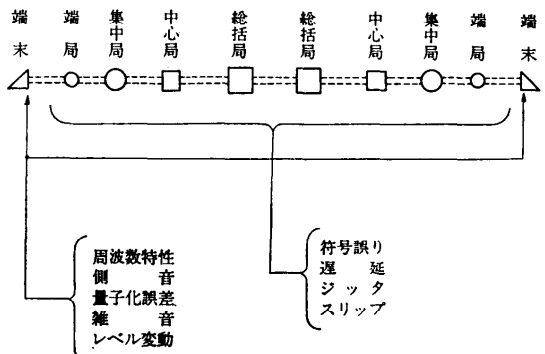 端末
端局
集中局
中心局
総括局
総括局
中心局
集中局
端局
端末
周波数特性
側音
量子化誤差
雑音
レベル変動
符号誤り
遅延
ジッタ
スリップ